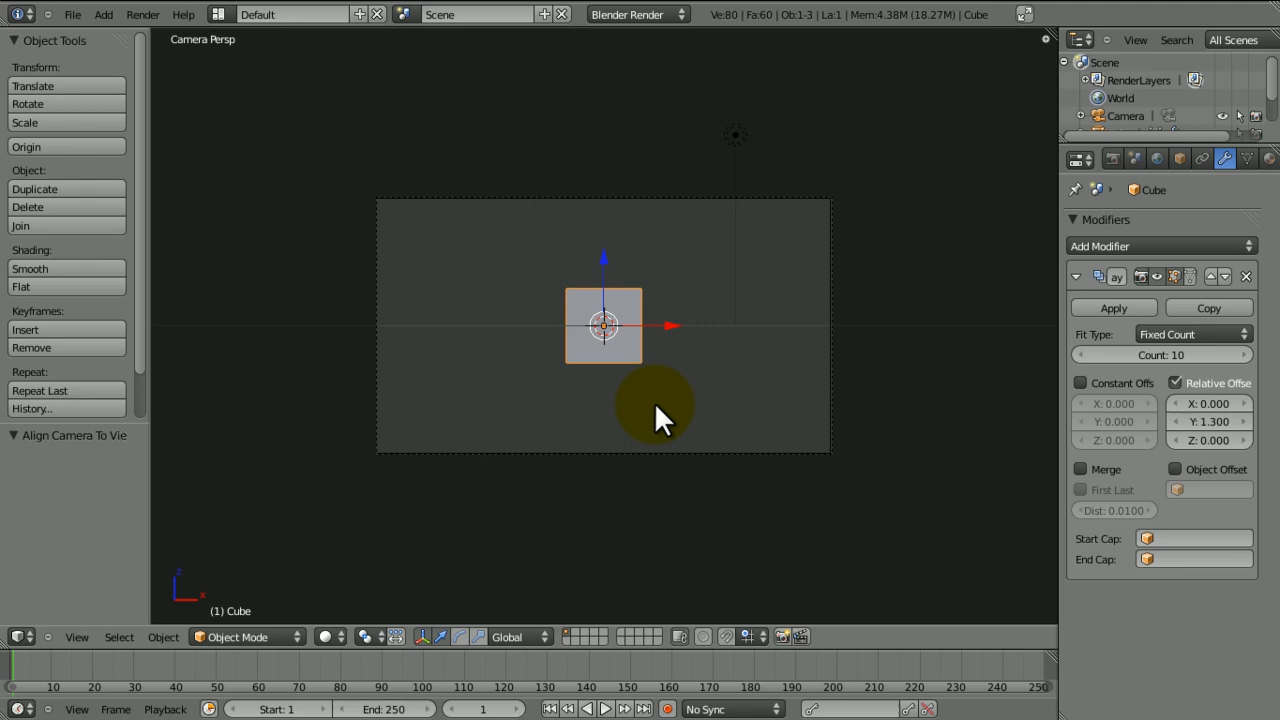 File Add Render Help Default Scene Blender Render Ve:80 | Fa:60 | Ob:1-3 | La:1 | Mem:4.38M (18.27M) | Cube
Object Tools
Transform:
Translate
Rotate
Scale
Origin
Object:
Duplicate
Delete
Join
Shading:
Smooth
Flat
Keyframes:
Insert
Remove
Repeat:
Repeat Last
History...
Align Camera To Vie
Camera Persp
z
x
(1) Cube
View Search All Scenes
Scene
RenderLayers
World
Camera
Cube
Modifiers
Add Modifier
ay
Apply Copy
Fit Type: Fixed Count
Count: 10
Constant Offs Relative Offse
X: 0.000 X: 0.000
Y: 0.000 Y: 1.300
Z: 0.000 Z: 0.000
Merge Object Offset
First Last
Dist: 0.0100
Start Cap:
End Cap:
View Select Object Object Mode Global
10 20 30 40 50 60 70 80 90 100 110 120 130 140 150 160 170 180 190 200 210 220 230 240 250
View Frame Playback Start: 1 End: 250 1 No Sync